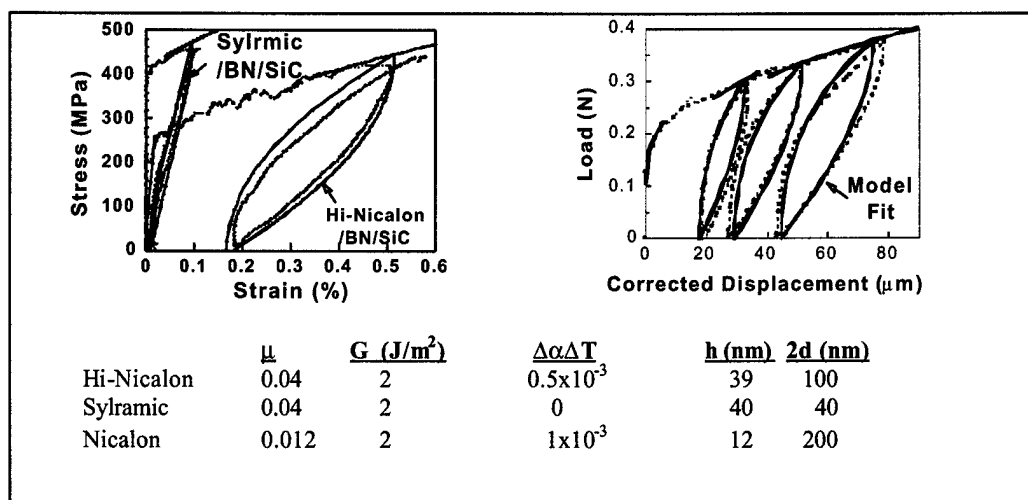 500
400
300
200
100
0
Stress (MPa)
Sylrmic
/BN/SiC
Hi-Nicalon
/BN/SiC
0 0.1 0.2 0.3 0.4 0.5 0.6
Strain (%)
0.4
0.3
0.2
0.1
0
Load (N)
Model
Fit
0 20 40 60 80
Corrected Displacement (μm)
μ G (J/m²) ΔαΔT h (nm) 2d (nm)
Hi-Nicalon 0.04 2 0.5x10⁻³ 39 100
Sylramic 0.04 2 0 40 40
Nicalon 0.012 2 1x10⁻³ 12 200